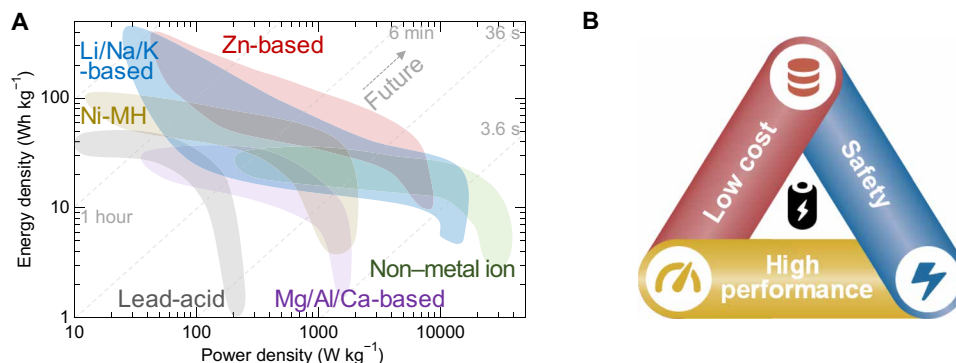 A
B
Li/Na/K
-based
Zn-based
6 min
36 s
Future
Ni-MH
3.6 s
1 hour
Non–metal ion
Lead-acid
Mg/Al/Ca-based
Energy density (Wh kg⁻¹)
100
10
1
10
100
1000
10000
Power density (W kg⁻¹)
Low cost
Safety
High
performance